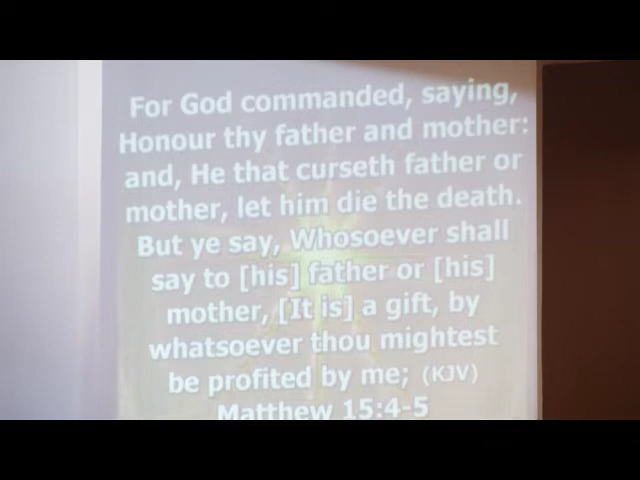 For God commanded, saying,
Honour thy father and mother:
and, He that curseth father or
mother, let him die the death.
But ye say, Whosoever shall
say to [his] father or [his]
mother, [It is] a gift, by
whatsoever thou mightest
be profited by me; (KJV)
Matthew 15:4-5